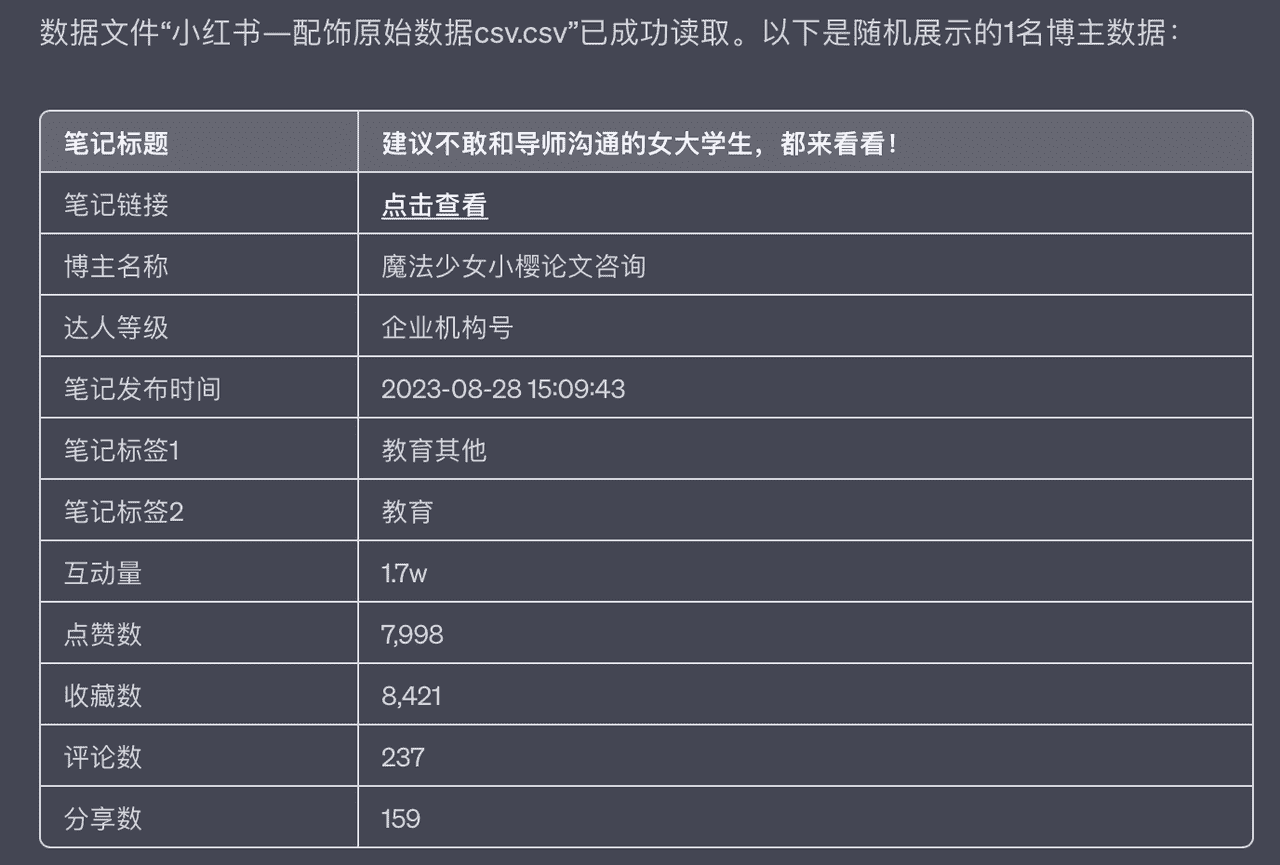 数据文件“小红书—配饰原始数据csv.csv”已成功读取。以下是随机展示的1名博主数据：
笔记标题 建议不敢和导师沟通的女大学生，都来看看！
笔记链接 点击查看
博主名称 魔法少女小樱论文咨询
达人等级 企业机构号
笔记发布时间 2023-08-28 15:09:43
笔记标签1 教育其他
笔记标签2 教育
互动量 1.7w
点赞数 7,998
收藏数 8,421
评论数 237
分享数 159